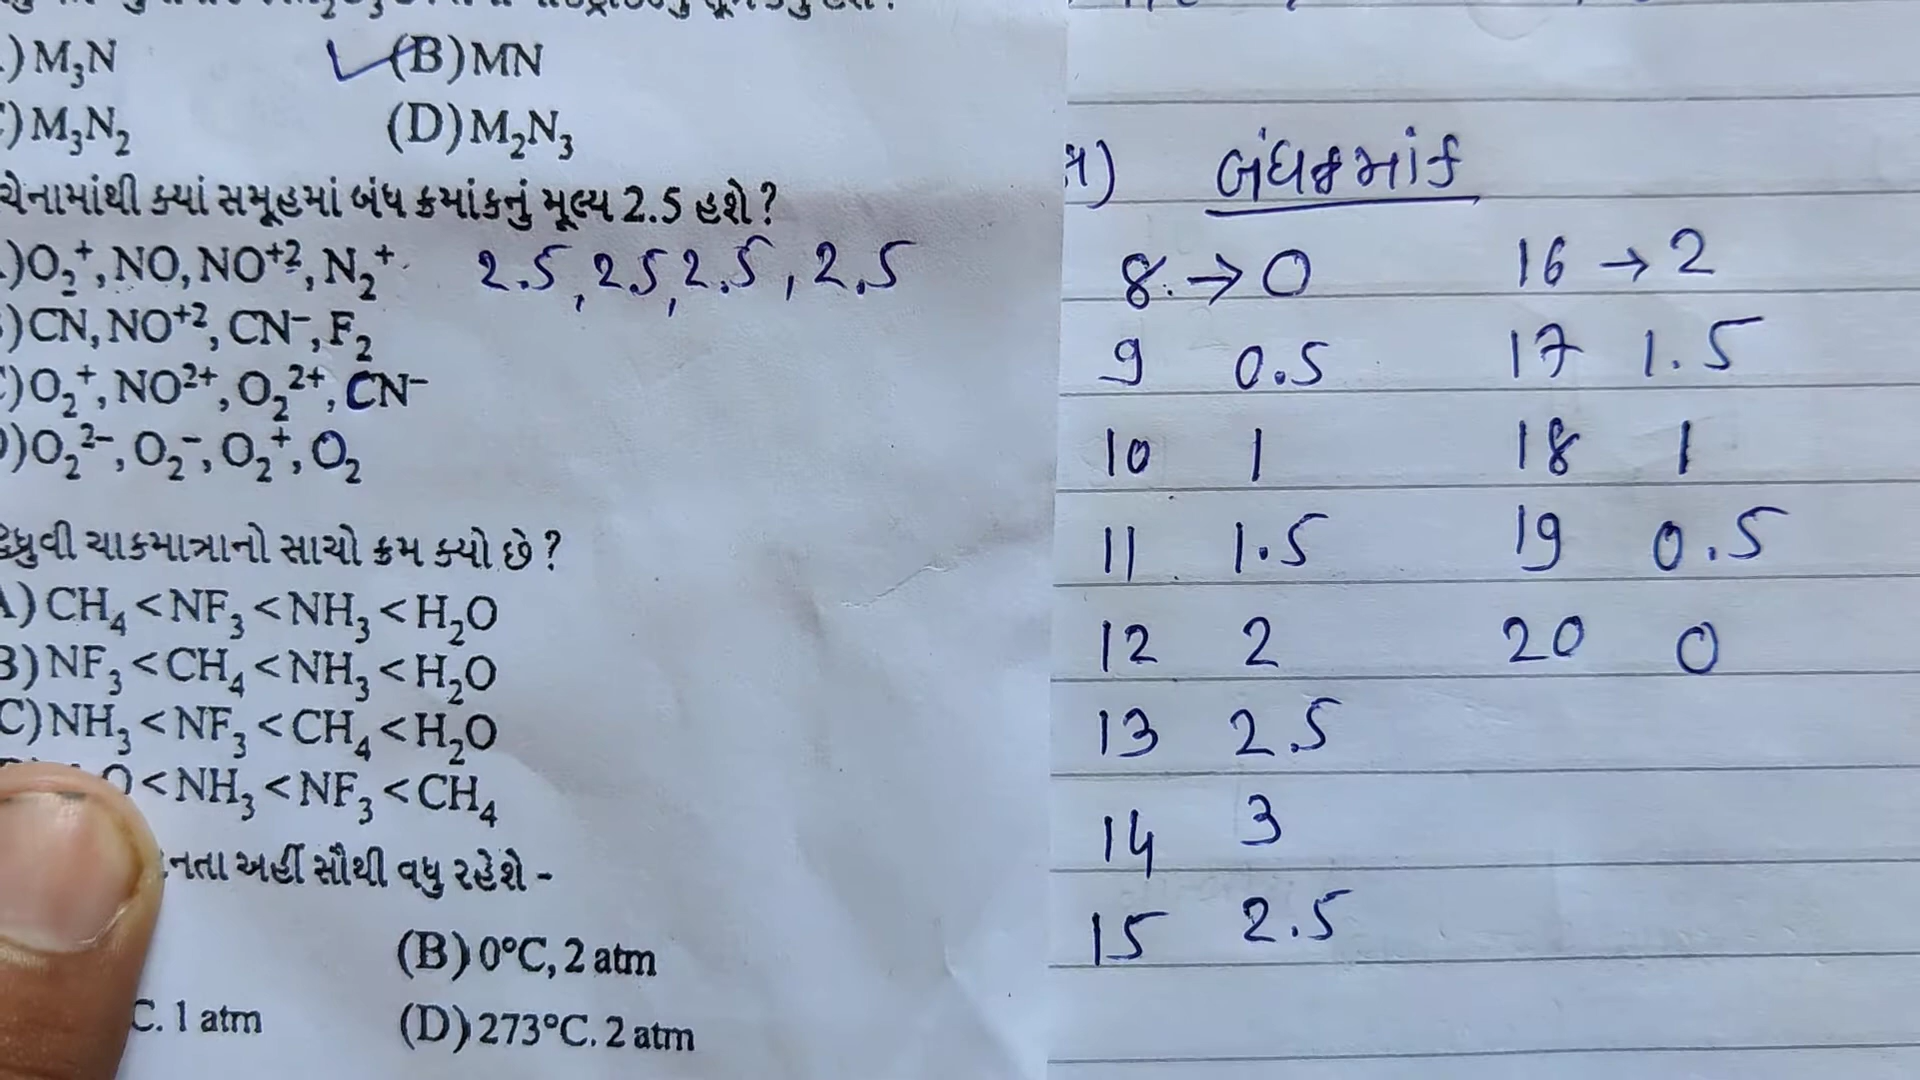 )M₃N (B)MN
)M₃N₂ (D)M₂N₃
ચેનામાંથી ક્યાં સમૂહમાં બંધ ક્રમાંકનું મૂલ્ય 2.5 હશે?
)O₂⁺, NO, NO⁺², N₂⁺ 2.5, 2.5, 2.5, 2.5
)CN, NO⁺², CN⁻, F₂
)O₂⁺, NO²⁺, O₂²⁺, CN⁻
)O₂²⁻, O₂⁻, O₂⁺, O₂
ચાકમાત્રાનો સાચો ક્રમ ક્યો છે?
A) CH₄ < NF₃ < NH₃ < H₂O
B) NF₃ < CH₄ < NH₃ < H₂O
C) NH₃ < NF₃ < CH₄ < H₂O
O < NH₃ < NF₃ < CH₄
નતા અહીં સૌથી વધુ રહેશે -
(B) 0°C, 2 atm
C. 1 atm (D) 273°C. 2 atm
બંધક્રમાંક
8 → 0 16 → 2
9 0.5 17 1.5
10 1 18 1
11 1.5 19 0.5
12 2 20 0
13 2.5
14 3
15 2.5